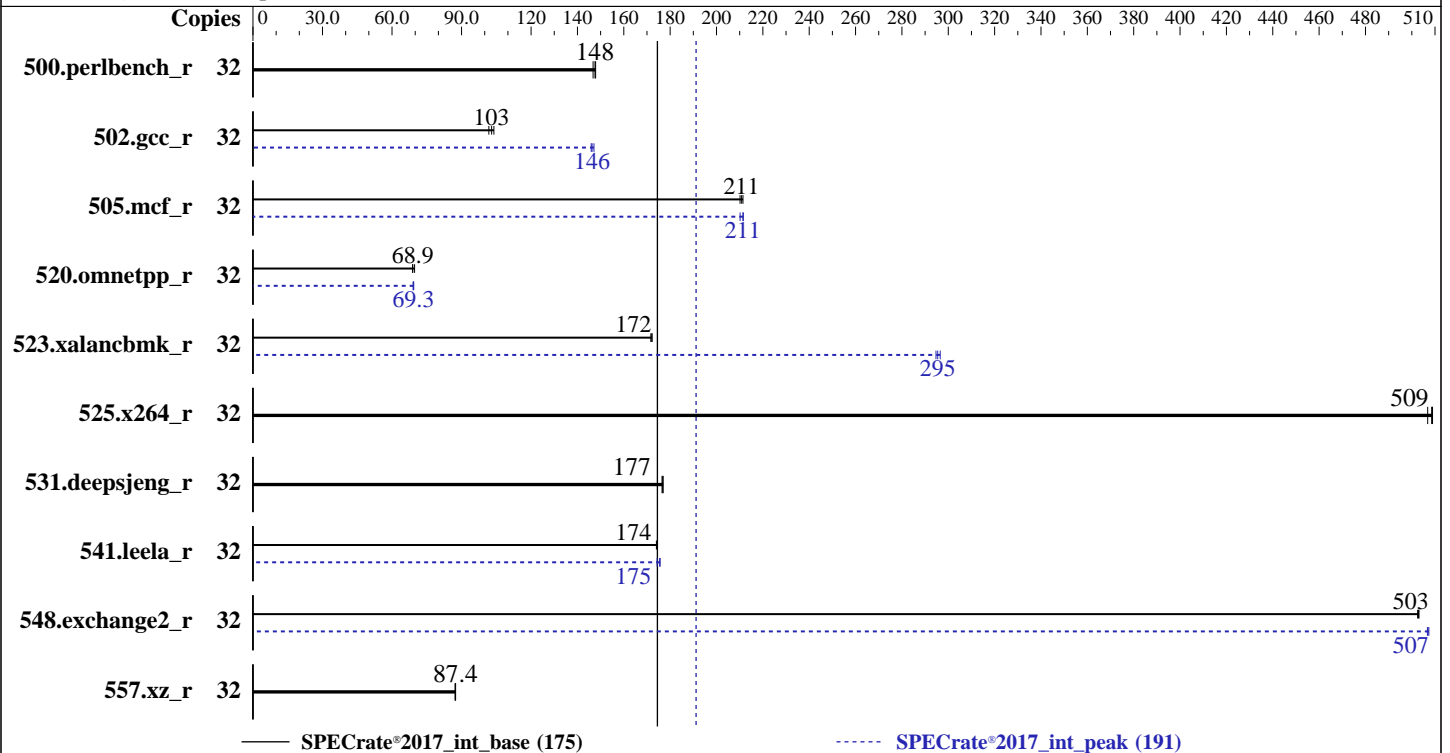 Copies 0 30.0 60.0 90.0 120 140 160 180 200 220 240 260 280 300 320 340 360 380 400 420 440 460 480 510
500.perlbench_r 32 148
502.gcc_r 32 103
146
505.mcf_r 32 211
211
520.omnetpp_r 32 68.9
69.3
523.xalancbmk_r 32 172
295
525.x264_r 32 509
531.deepsjeng_r 32 177
541.leela_r 32 174
175
548.exchange2_r 32 503
507
557.xz_r 32 87.4
SPECrate®2017_int_base (175) SPECrate®2017_int_peak (191)